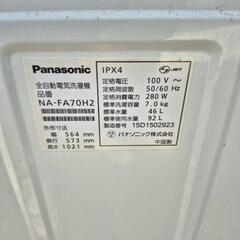 Panasonic
全自動電気洗濯機
品番
NA-FA70H2
外形寸法
幅 564 mm
奥行 573 mm
高さ 1021 mm
IPX4
JET
定格電圧 100 V ～
定格周波数 50/60 Hz
定格消費電力 280 W
標準洗濯容量 7.0 kg
標準水量 46 L
標準使用水量 92 L
製造番号 15D1502923
パナソニック株式会社
中国製